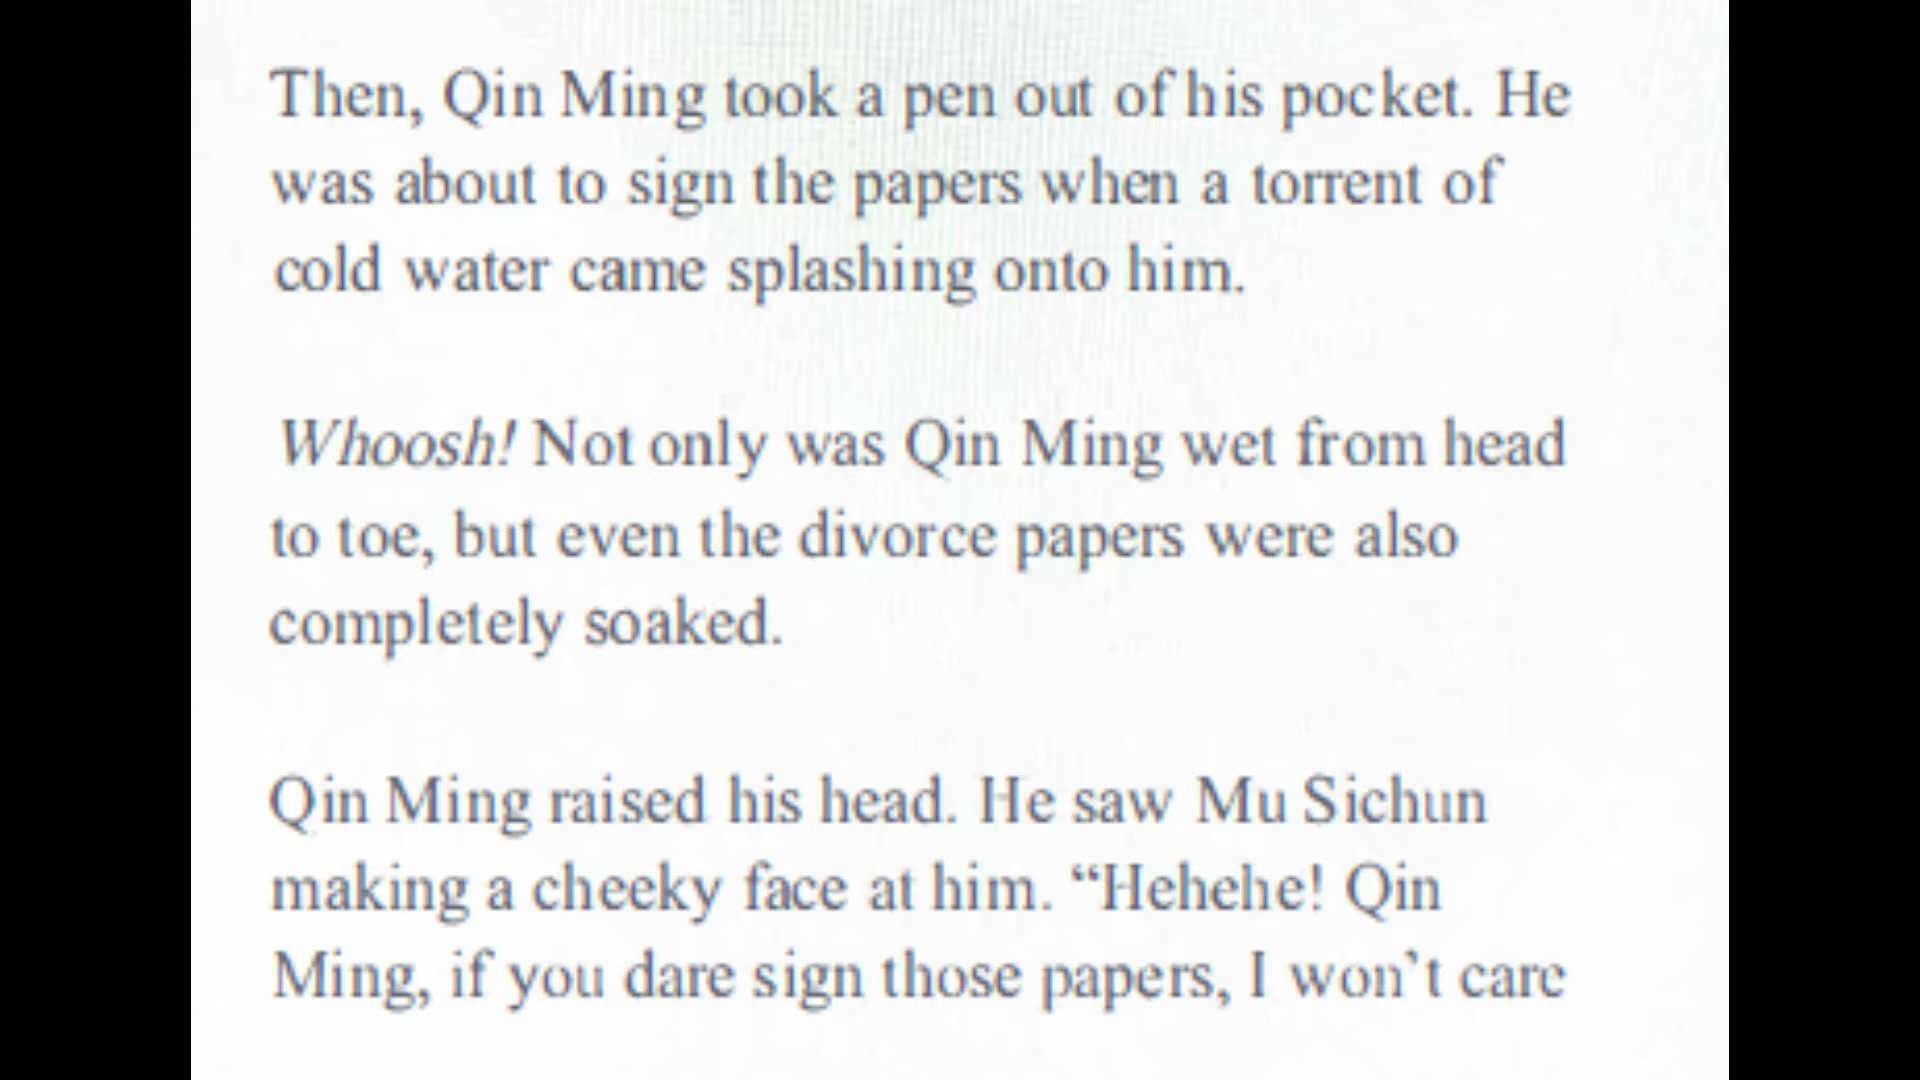 Then, Qin Ming took a pen out of his pocket. He
was about to sign the papers when a torrent of
cold water came splashing onto him.
Whoosh! Not only was Qin Ming wet from head
to toe, but even the divorce papers were also
completely soaked.
Qin Ming raised his head. He saw Mu Sichun
making a cheeky face at him. “Hehehe! Qin
Ming, if you dare sign those papers, I won’t care